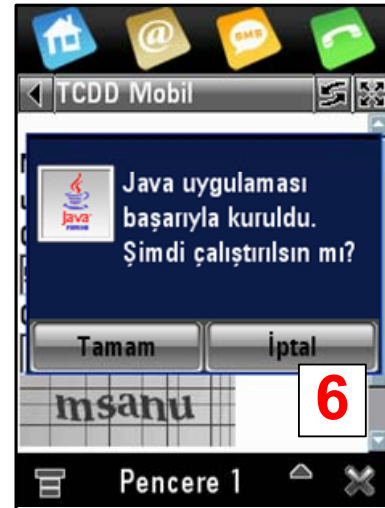 @
SMS
TCDD Mobil
Java uygulaması
başarıyla kuruldu.
Şimdi çalıştırılsın mı?
Java
Tamam
İptal
msanu
6
Pencere 1